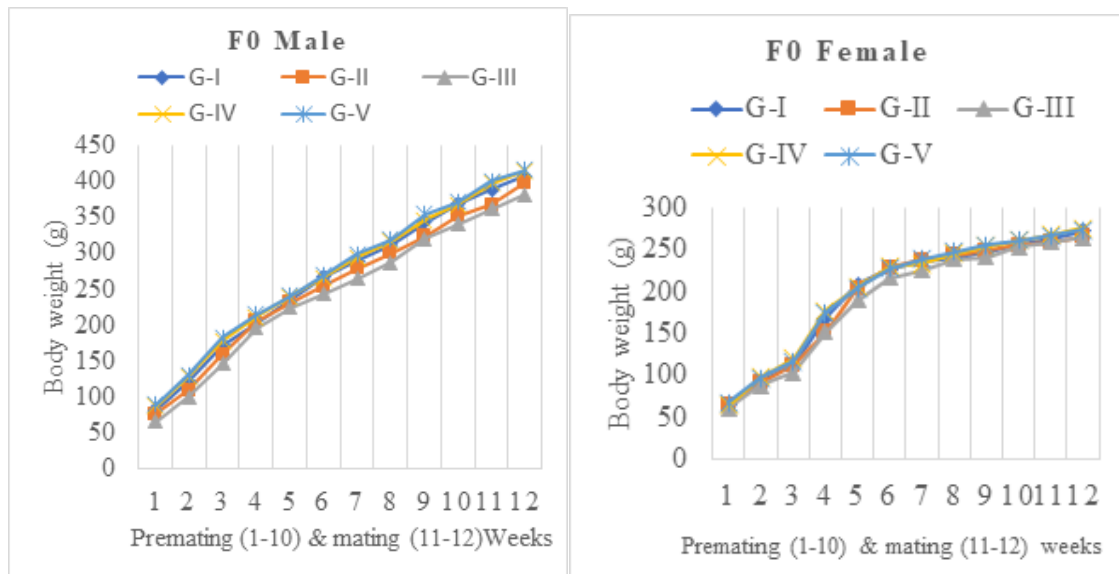 F0 Male
G-I G-II G-III
G-IV G-V
450
400
350
300
250
200
150
100
50
0
Body weight (g)
1 2 3 4 5 6 7 8 9 10 11 12
Premating (1-10) & mating (11-12)Weeks
F0 Female
G-I G-II G-III
G-IV G-V
300
250
200
150
100
50
0
Body weight (g)
1 2 3 4 5 6 7 8 9 10 11 12
Premating (1-10) & mating (11-12) weeks